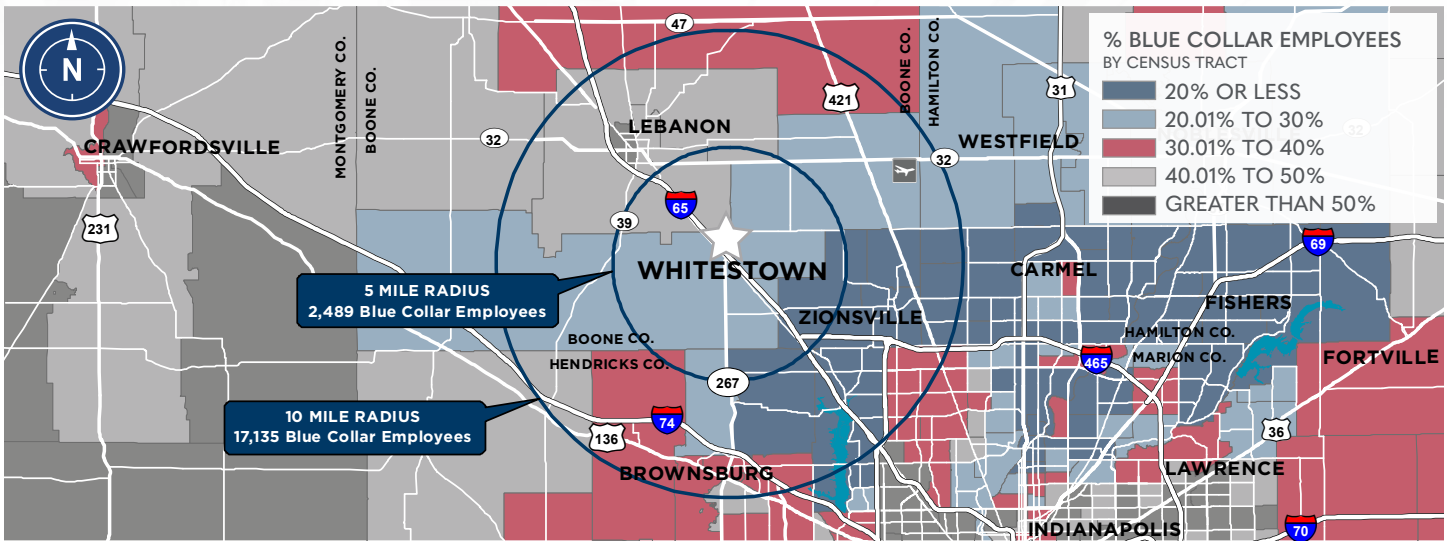 N
47
MONTGOMERY CO.
BOONE CO.
BOONE CO.
HAMILTON CO.
% BLUE COLLAR EMPLOYEES
BY CENSUS TRACT
20% OR LESS
20.01% TO 30%
30.01% TO 40%
40.01% TO 50%
GREATER THAN 50%
421
31
LEBANON
32
CRAWFORDSVILLE
WESTFIELD
NOBLESVILLE
32
32
231
65
39
69
WHITESTOWN
CARMEL
5 MILE RADIUS
2,489 Blue Collar Employees
FISHERS
ZIONSVILLE
BOONE CO.
HENDRICKS CO.
HAMILTON CO.
MARION CO.
465
FORTVILLE
267
10 MILE RADIUS
17,135 Blue Collar Employees
74
136
36
BROWNSBURG
LAWRENCE
INDIANAPOLIS
70